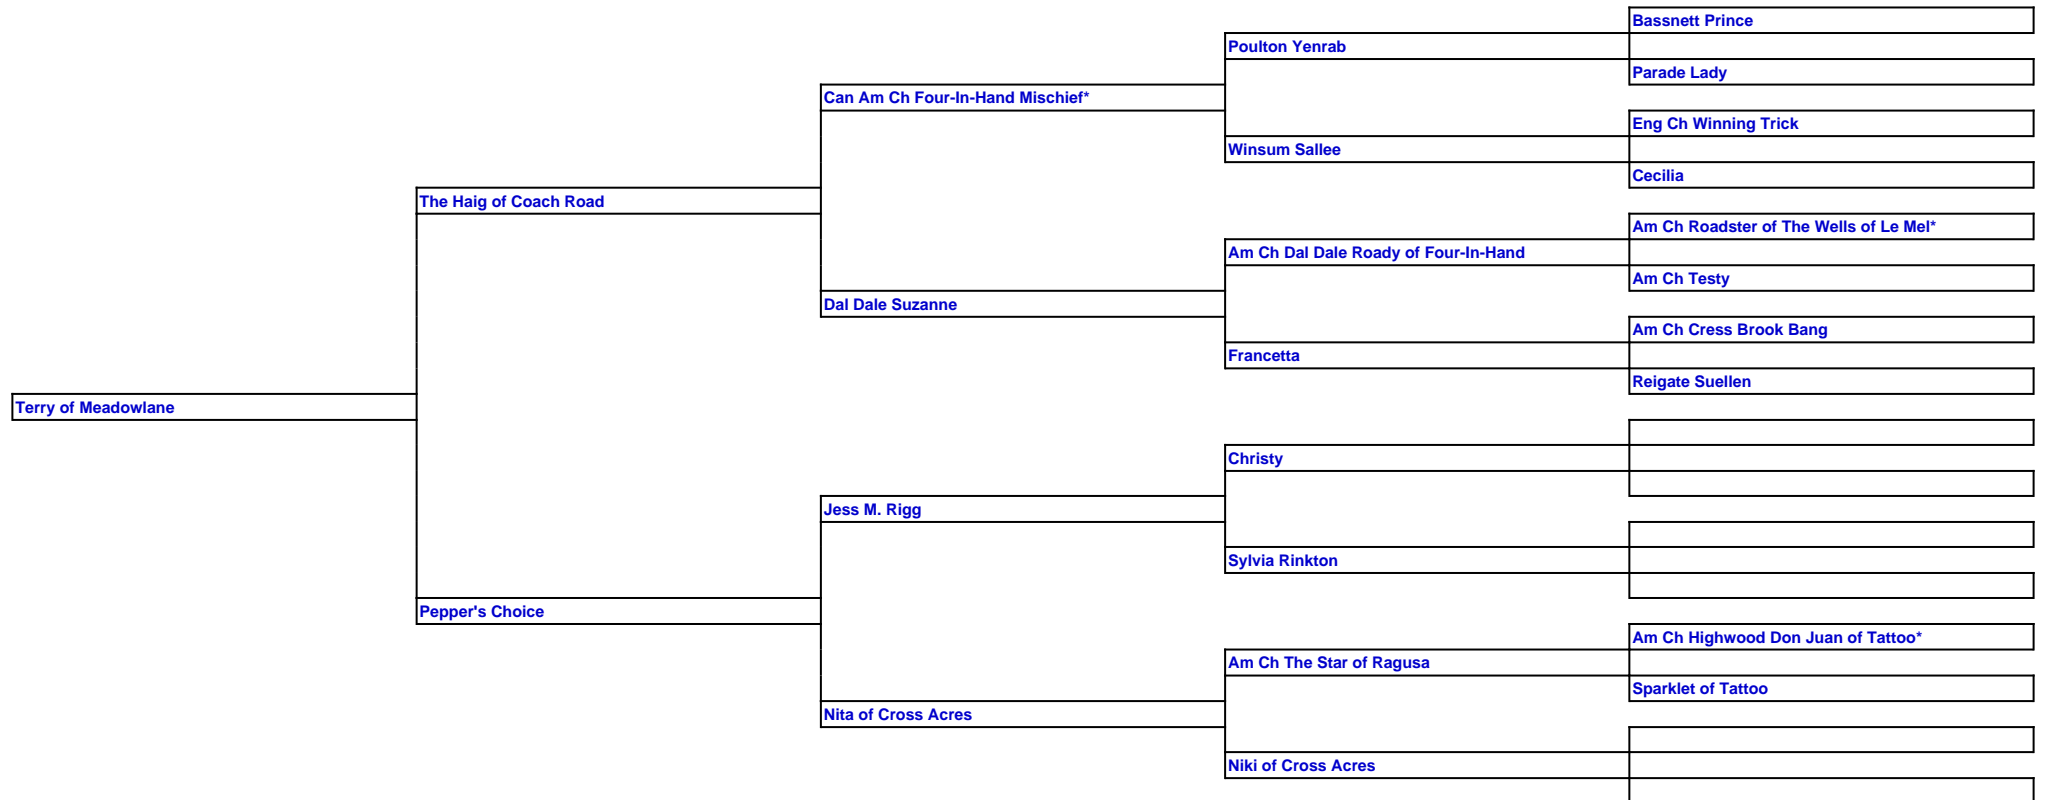 Bassnett Prince
Poulton Yenrab
Parade Lady
Can Am Ch Four-In-Hand Mischief*
Eng Ch Winning Trick
Winsum Sallee
Cecilia
The Haig of Coach Road
Am Ch Roadster of The Wells of Le Mel*
Am Ch Dal Dale Roady of Four-In-Hand
Am Ch Testy
Dal Dale Suzanne
Am Ch Cress Brook Bang
Francetta
Reigate Suellen
Terry of Meadowlane
Christy
Jess M. Rigg
Sylvia Rinkton
Pepper's Choice
Am Ch Highwood Don Juan of Tattoo*
Am Ch The Star of Ragusa
Sparklet of Tattoo
Nita of Cross Acres
Niki of Cross Acres